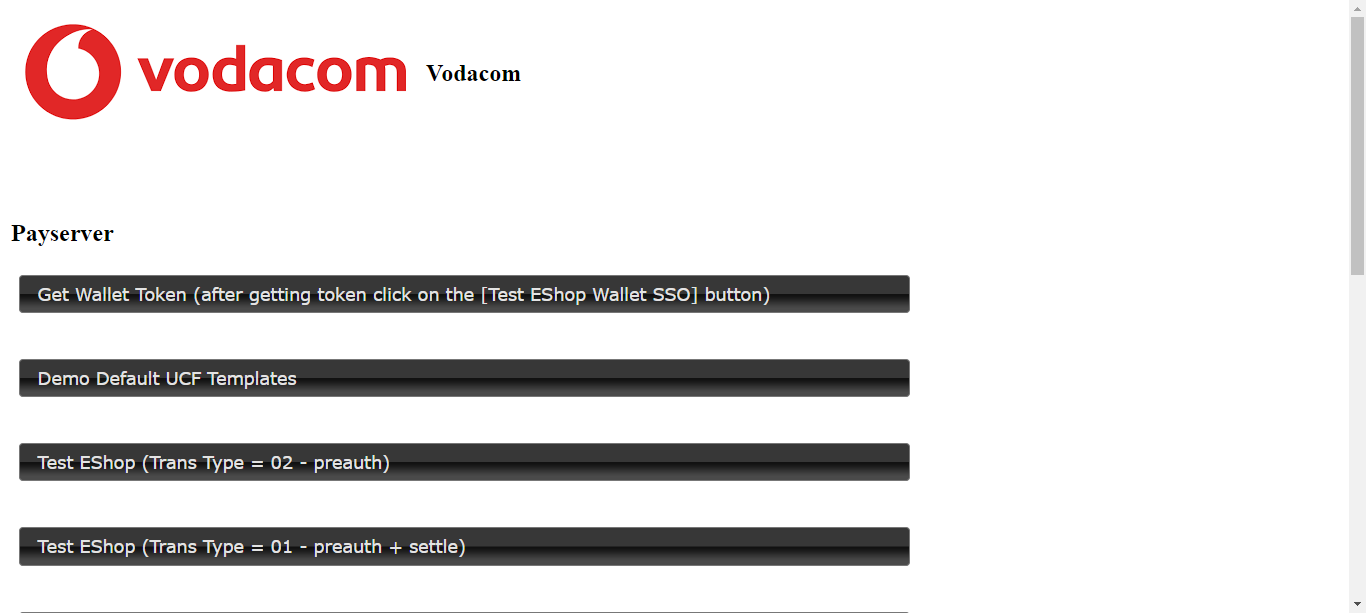 vodacom Vodacom
Payserver
Get Wallet Token (after getting token click on the [Test EShop Wallet SSO] button)
Demo Default UCF Templates
Test EShop (Trans Type = 02 - preauth)
Test EShop (Trans Type = 01 - preauth + settle)